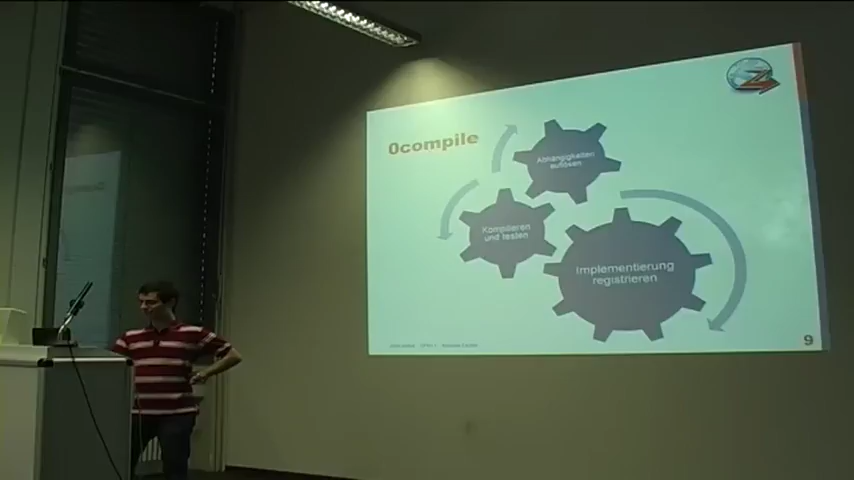 0compile
Abhängigkeiten
auflösen
Kompilieren
und testen
Implementierung
registrieren
9